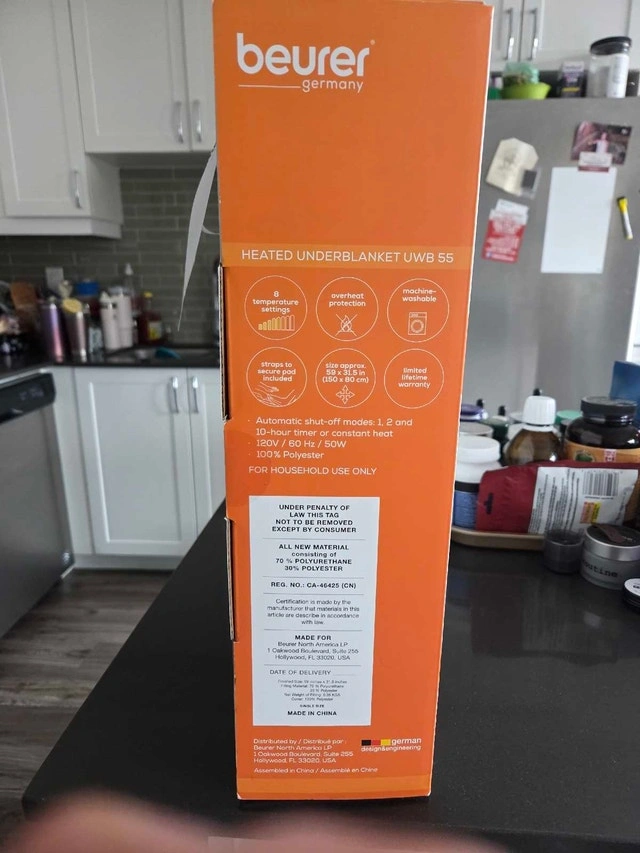 beurer
germany
HEATED UNDERBLANKET UWB 55
8
temperature
settings
overheat
protection
machine-
washable
straps to
secure pad
included
size approx.
59 x 31.5 in
(150 x 80 cm)
limited
lifetime
warranty
Automatic shut-off modes: 1, 2 and
10-hour timer or constant heat
120V / 60 Hz / 50W
100% Polyester
FOR HOUSEHOLD USE ONLY
UNDER PENALTY OF
LAW THIS TAG
NOT TO BE REMOVED
EXCEPT BY CONSUMER
ALL NEW MATERIAL
consisting of
70 % POLYURETHANE
30% POLYESTER
REG. NO.: CA-46425 (CN)
Certification is made by the
manufacturer that materials in this
article are describe in accordance
with law.
MADE FOR
Beurer North America LP
1 Oakwood Boulevard, Suite 255
Hollywood, FL 33020, USA
DATE OF DELIVERY
SINGLE SIZE
MADE IN CHINA
Distributed by / Distribué par:
Beurer North America LP
1 Oakwood Boulevard, Suite 255
Hollywood, FL 33020, USA
german
design&engineering
Assembled in China / Assemblé en Chine